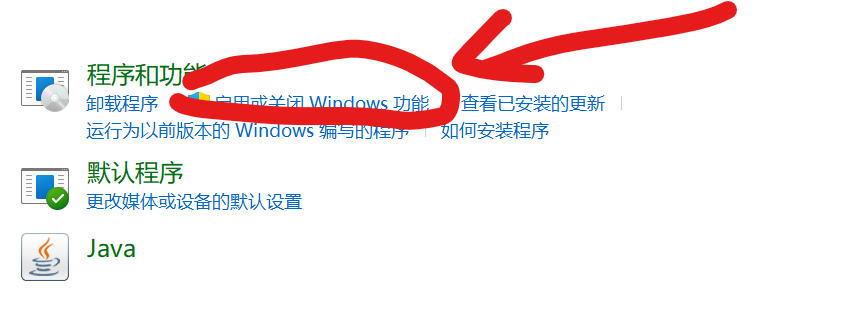 程序和功能
卸载程序 启用或关闭 Windows 功能 查看已安装的更新
运行为以前版本的 Windows 编写的程序 如何安装程序
默认程序
更改媒体或设备的默认设置
Java